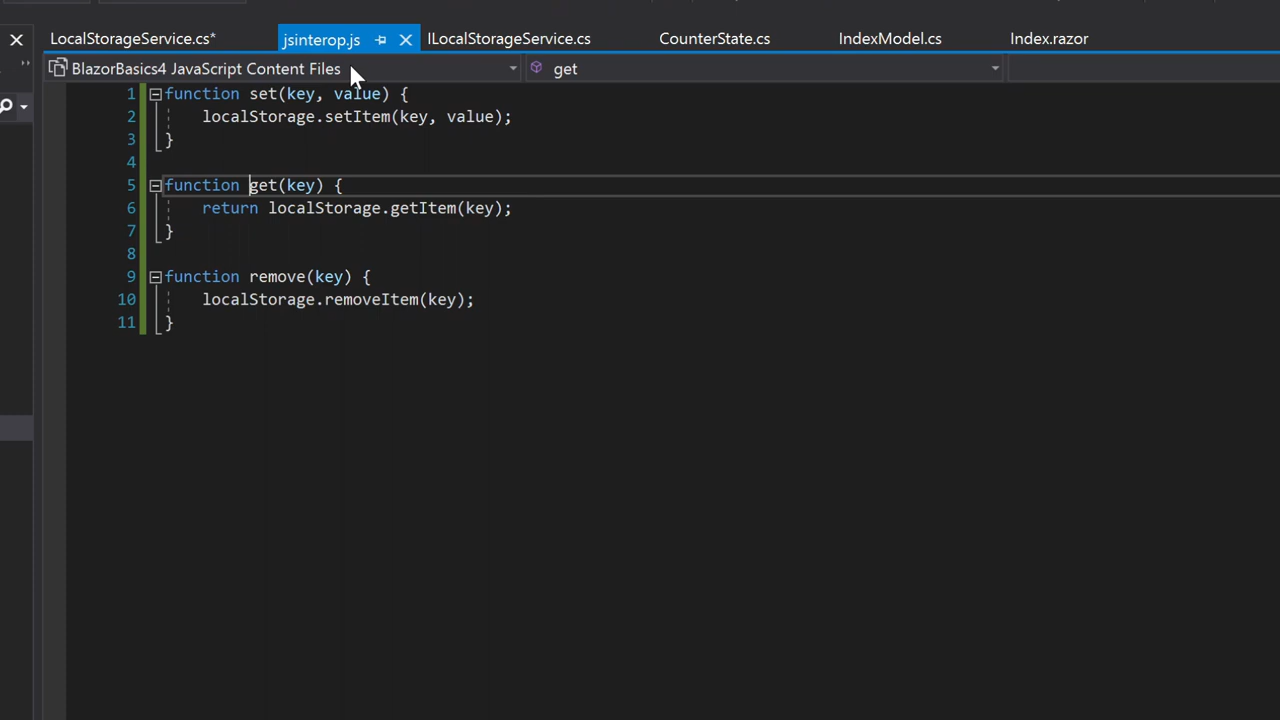 LocalStorageService.cs* jsinterop.js ILocalStorageService.cs CounterState.cs IndexModel.cs Index.razor
BlazorBasics4 JavaScript Content Files get
1 function set(key, value) {
2 localStorage.setItem(key, value);
3 }
4
5 function get(key) {
6 return localStorage.getItem(key);
7 }
8
9 function remove(key) {
10 localStorage.removeItem(key);
11 }